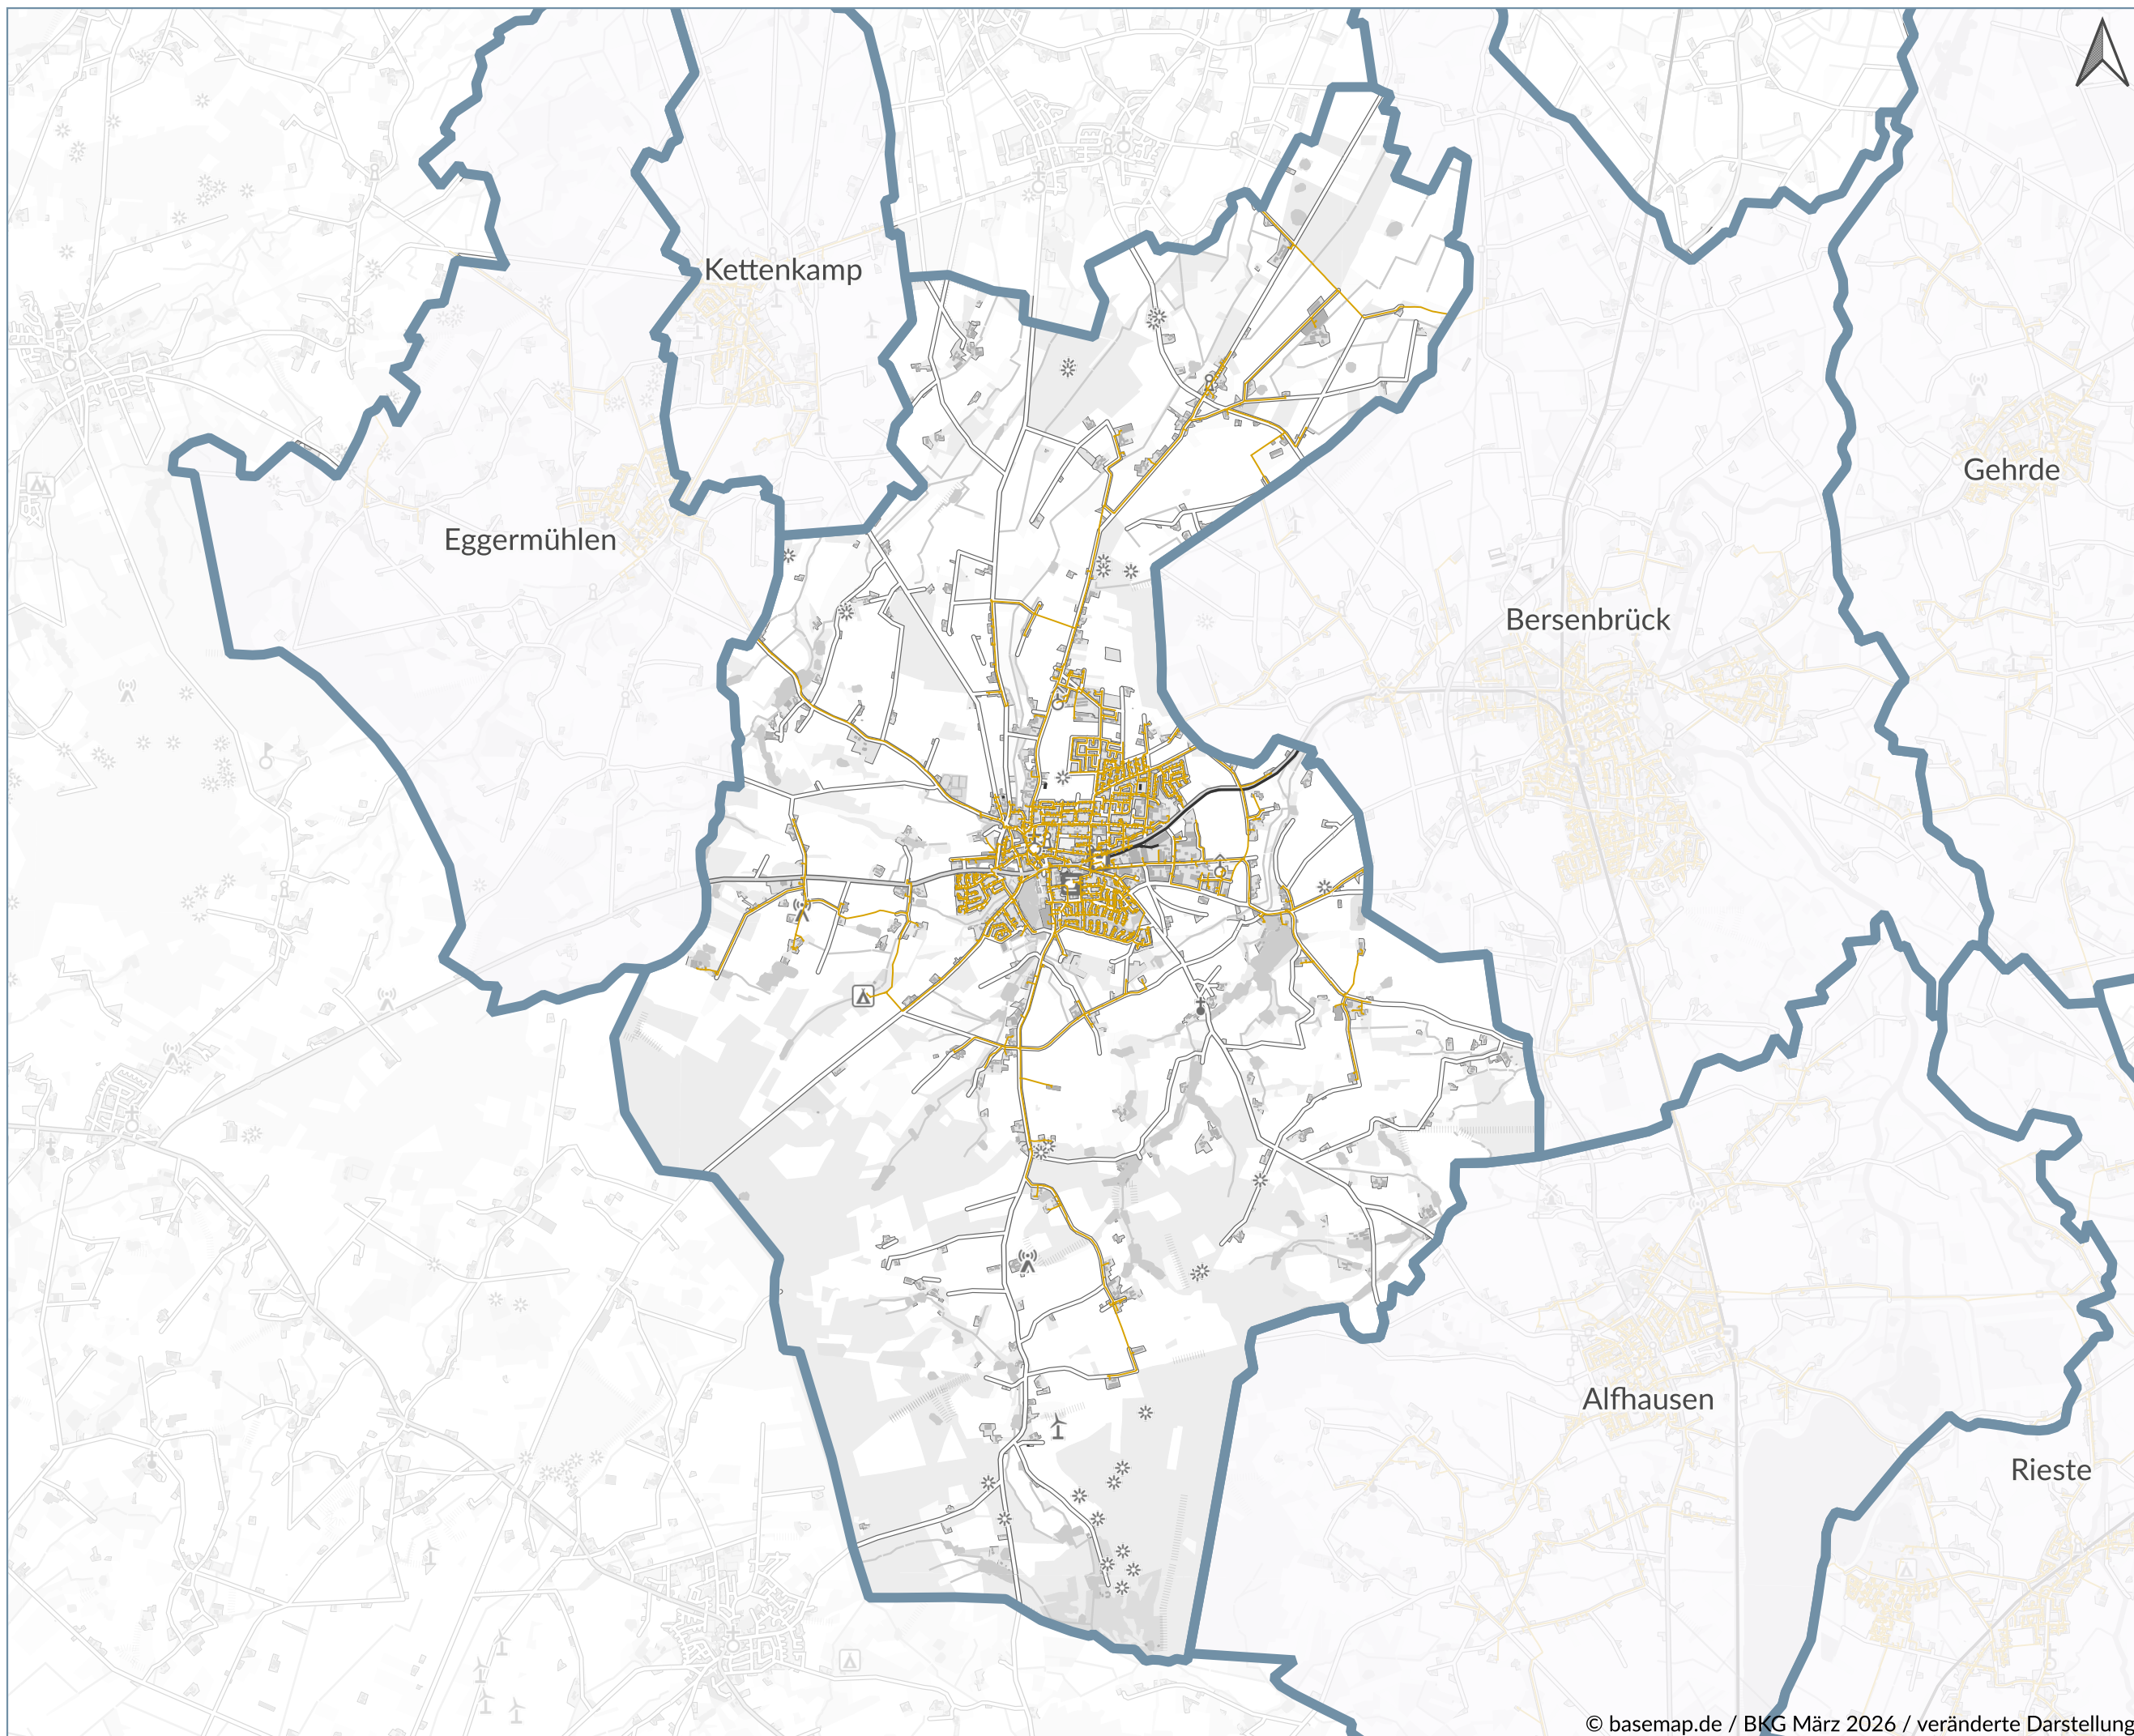 Kettenkamp
Gehrde
Eggermühlen
Bersenbrück
Alfhausen
Rieste
© basemap.de / BKG März 2026 / veränderte Darstellung